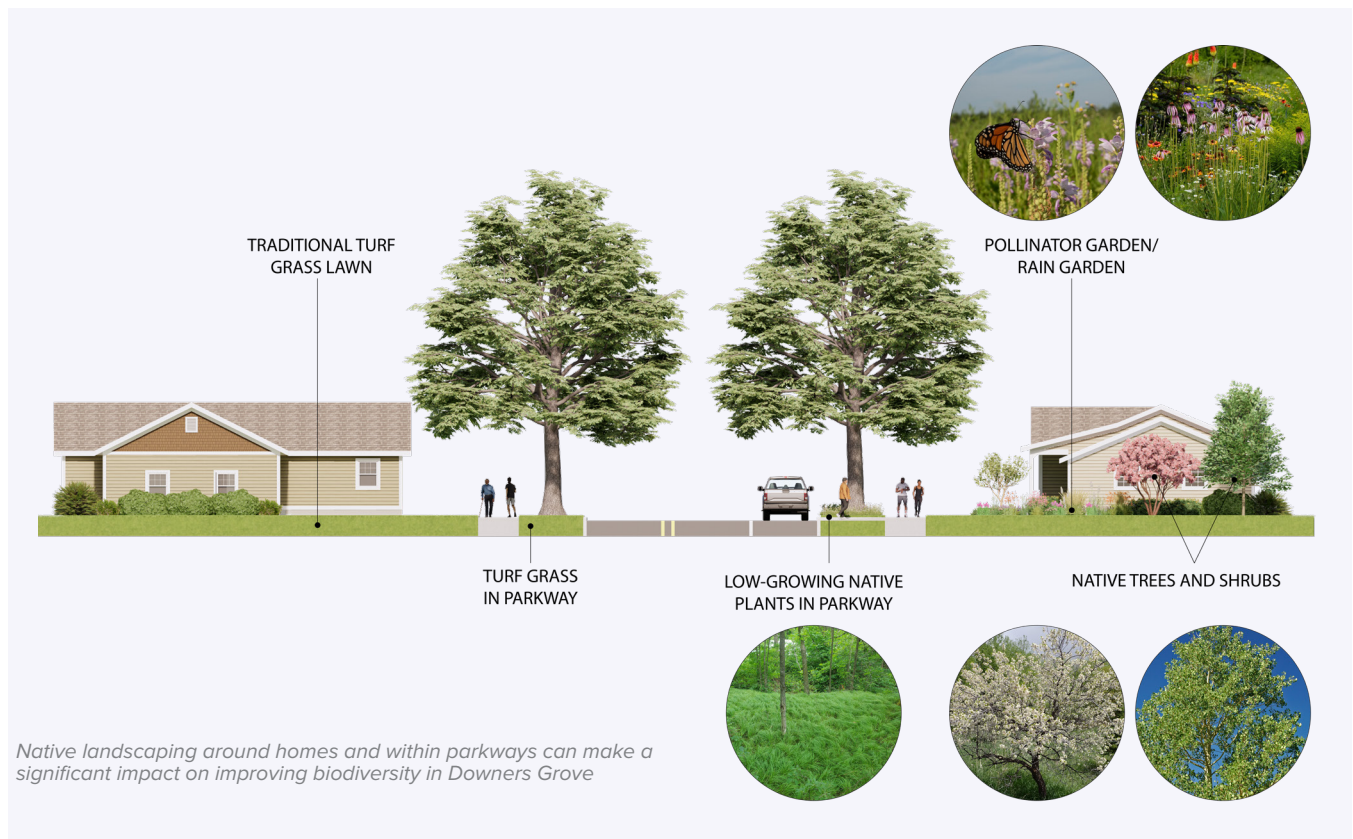 TRADITIONAL TURF
GRASS LAWN
POLLINATOR GARDEN/
RAIN GARDEN
TURF GRASS
IN PARKWAY
LOW-GROWING NATIVE
PLANTS IN PARKWAY
NATIVE TREES AND SHRUBS
Native landscaping around homes and within parkways can make a
significant impact on improving biodiversity in Downers Grove